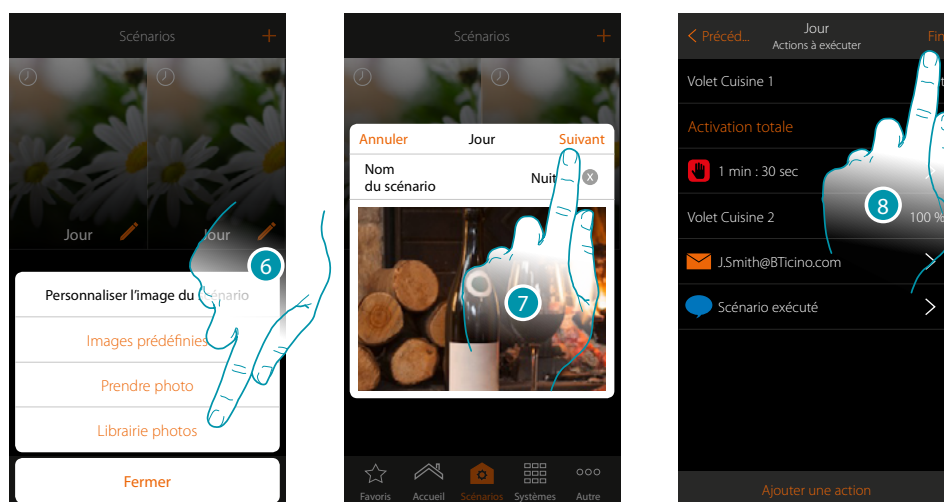 Scénarios
Jour
Jour
6
Personnaliser l'image du scénario
Images prédéfinies
Prendre photo
Librairie photos
Fermer
Scénarios
Annuler
Jour
Suivant
Nom
du scénario
Nuit
X
7
Favoris
Accueil
Scénarios
Systèmes
Autre
Précéd...
Jour
Actions à exécuter
Fin
Volet Cuisine 1
Activation totale
1 min : 30 sec
8
Volet Cuisine 2
100 %
J.Smith@BTicino.com
Scénario exécuté
Ajouter une action